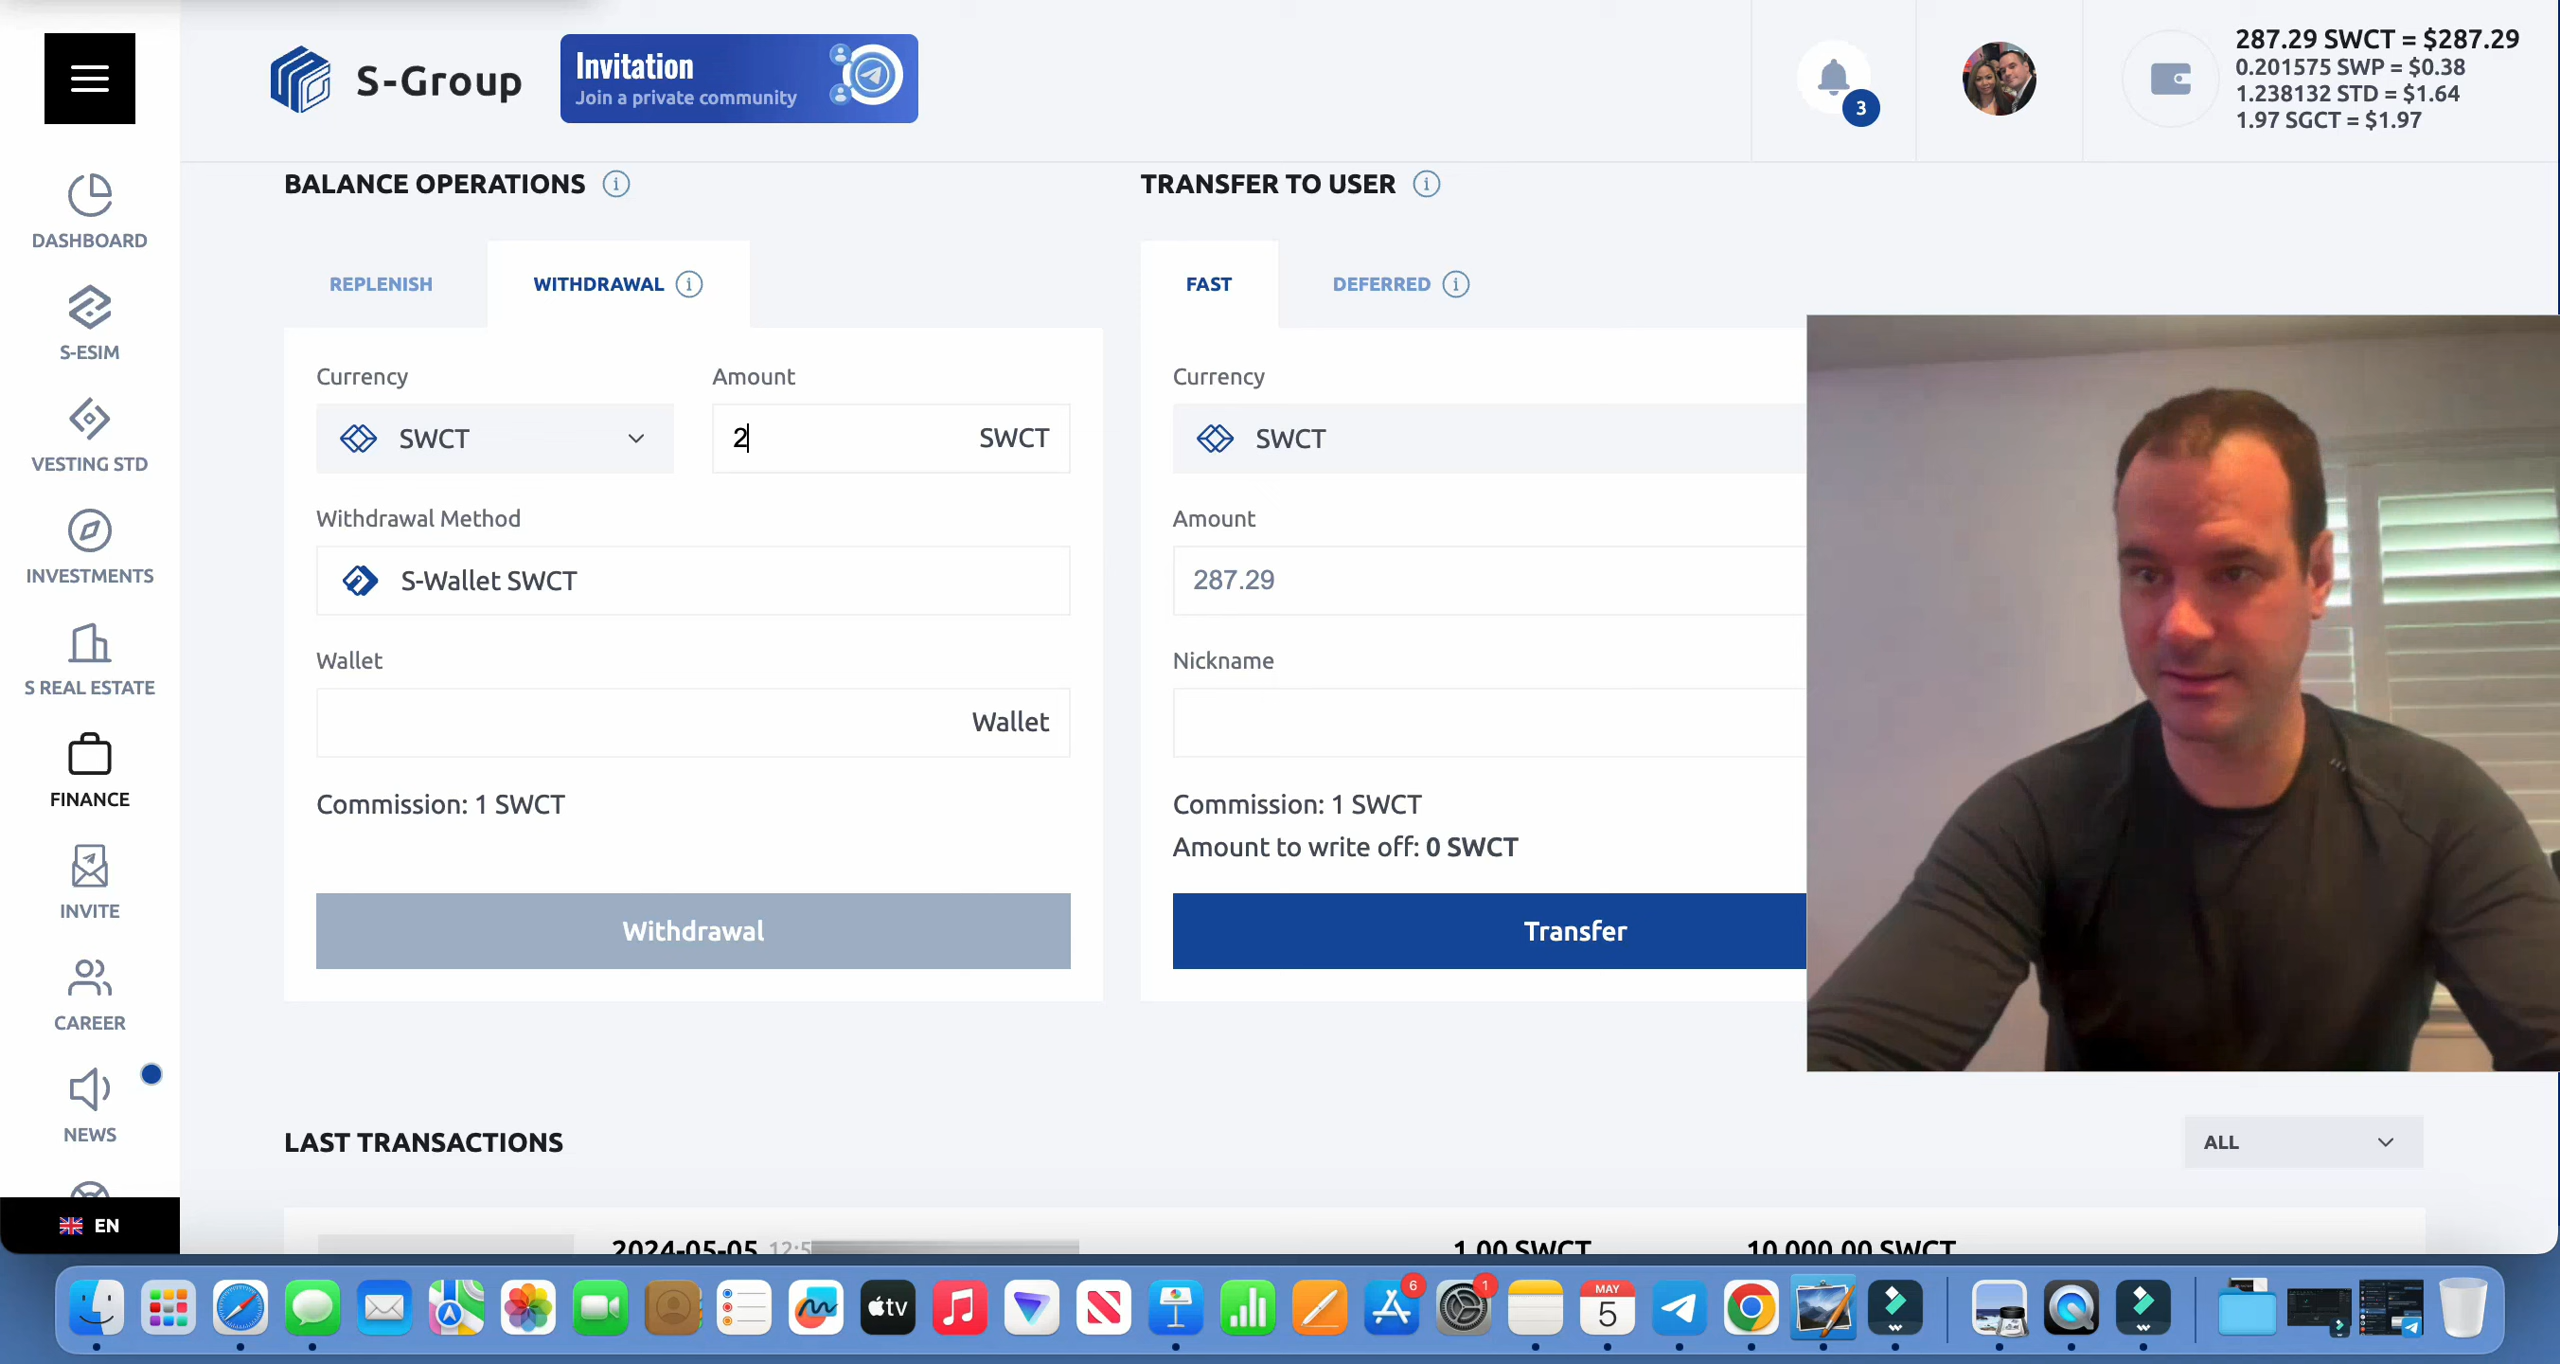 S-Group
Invitation
Join a private community
3
287.29 SWCT = $287.29
0.201575 SWP = $0.38
1.238132 STD = $1.64
1.97 SGCT = $1.97
DASHBOARD
S-ESIM
VESTING STD
INVESTMENTS
S REAL ESTATE
FINANCE
INVITE
CAREER
NEWS
EN
BALANCE OPERATIONS
REPLENISH
WITHDRAWAL
Currency
Amount
SWCT
2
SWCT
Withdrawal Method
S-Wallet SWCT
Wallet
Wallet
Commission: 1 SWCT
Withdrawal
TRANSFER TO USER
FAST
DEFERRED
Currency
SWCT
Amount
287.29
Nickname
Commission: 1 SWCT
Amount to write off: 0 SWCT
Transfer
LAST TRANSACTIONS
ALL
2024-05-05 12:5
1.00 SWCT
10 000.00 SWCT
tv
6
1
MAY
5